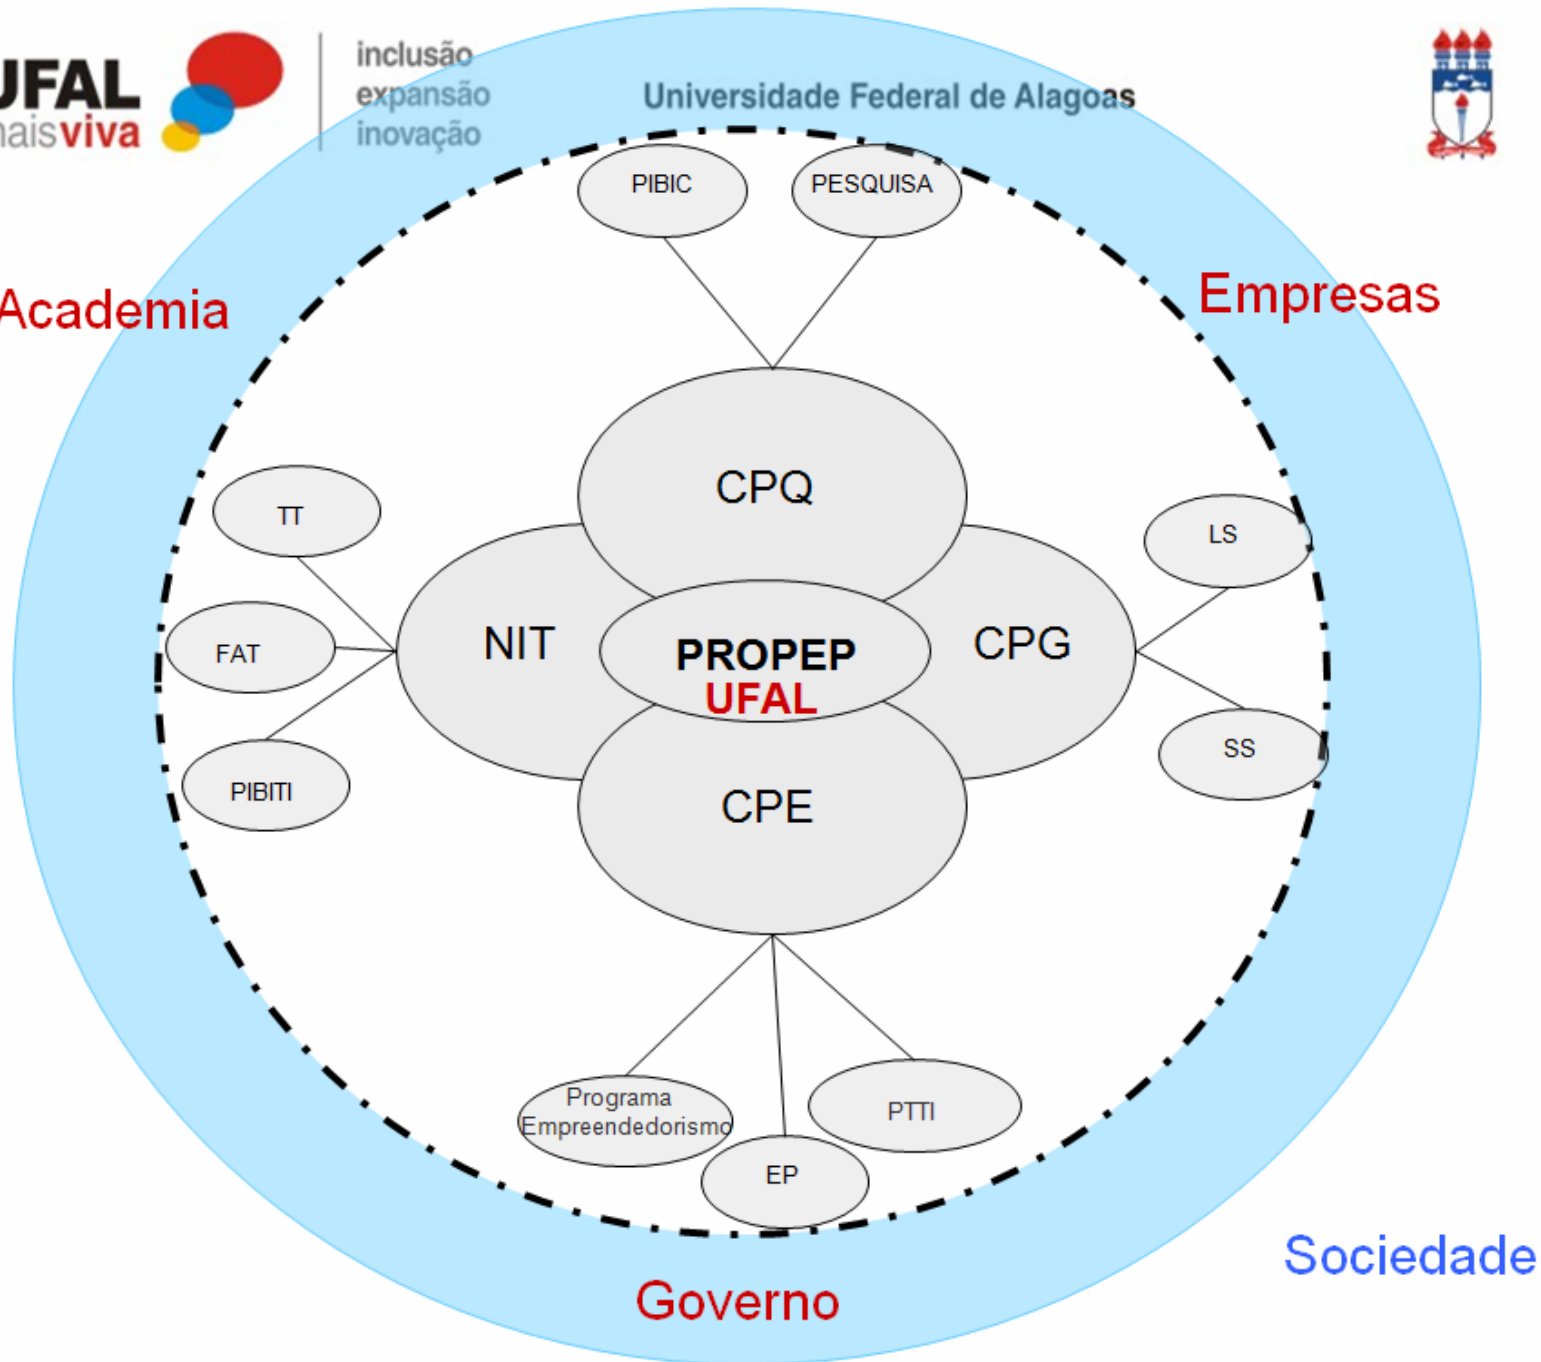 UFAL
maisviva
inclusão
expansão
inovação
Universidade Federal de Alagoas
PIBIC
PESQUISA
Academia
Empresas
CPQ
TT
LS
NIT
PROPEP
UFAL
CPG
FAT
SS
PIBITI
CPE
Programa
Empreendedorismo
PTTI
EP
Sociedade
Governo